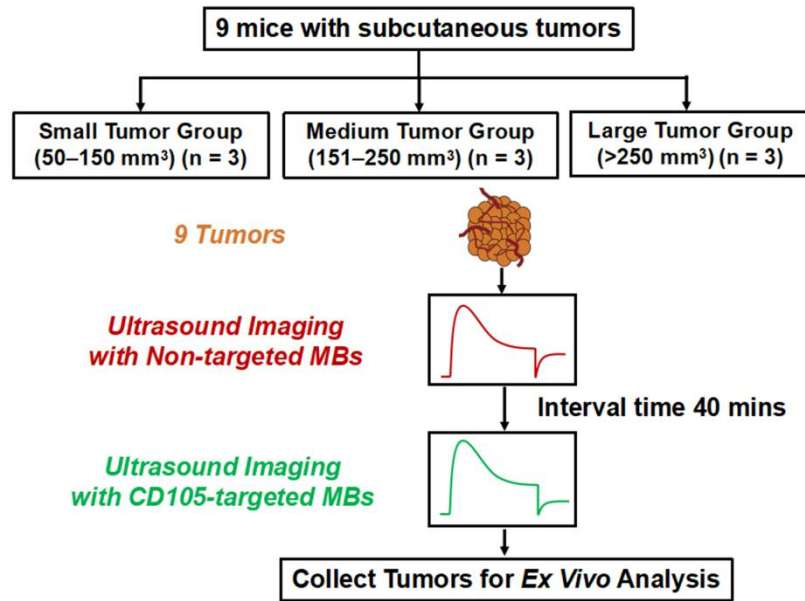 9 mice with subcutaneous tumors
Small Tumor Group
(50–150 mm³) (n = 3)
Medium Tumor Group
(151–250 mm³) (n = 3)
Large Tumor Group
(>250 mm³) (n = 3)
9 Tumors
Ultrasound Imaging
with Non-targeted MBs
Interval time 40 mins
Ultrasound Imaging
with CD105-targeted MBs
Collect Tumors for Ex Vivo Analysis